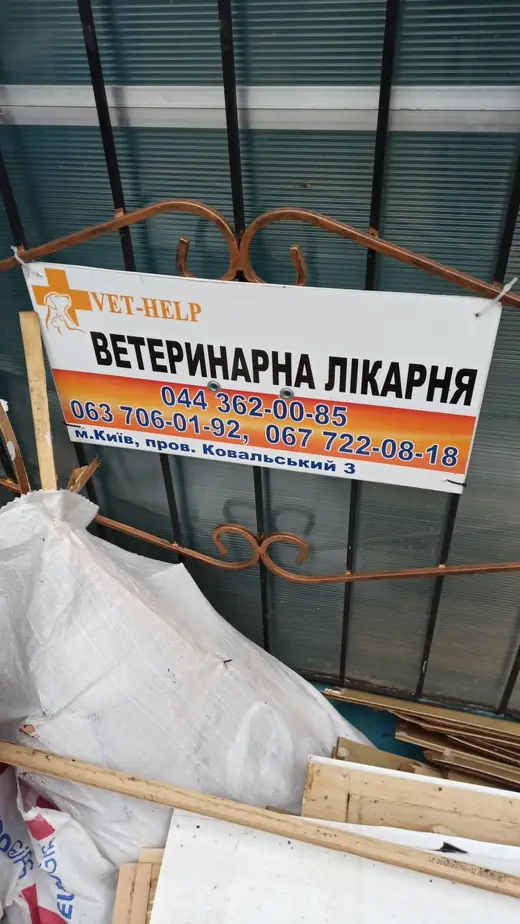 VET-HELP
ВЕТЕРИНАРНА ЛІКАРНЯ
044 362-00-85
063 706-01-92, 067 722-08-18
м.Київ, пров. Ковальський 3